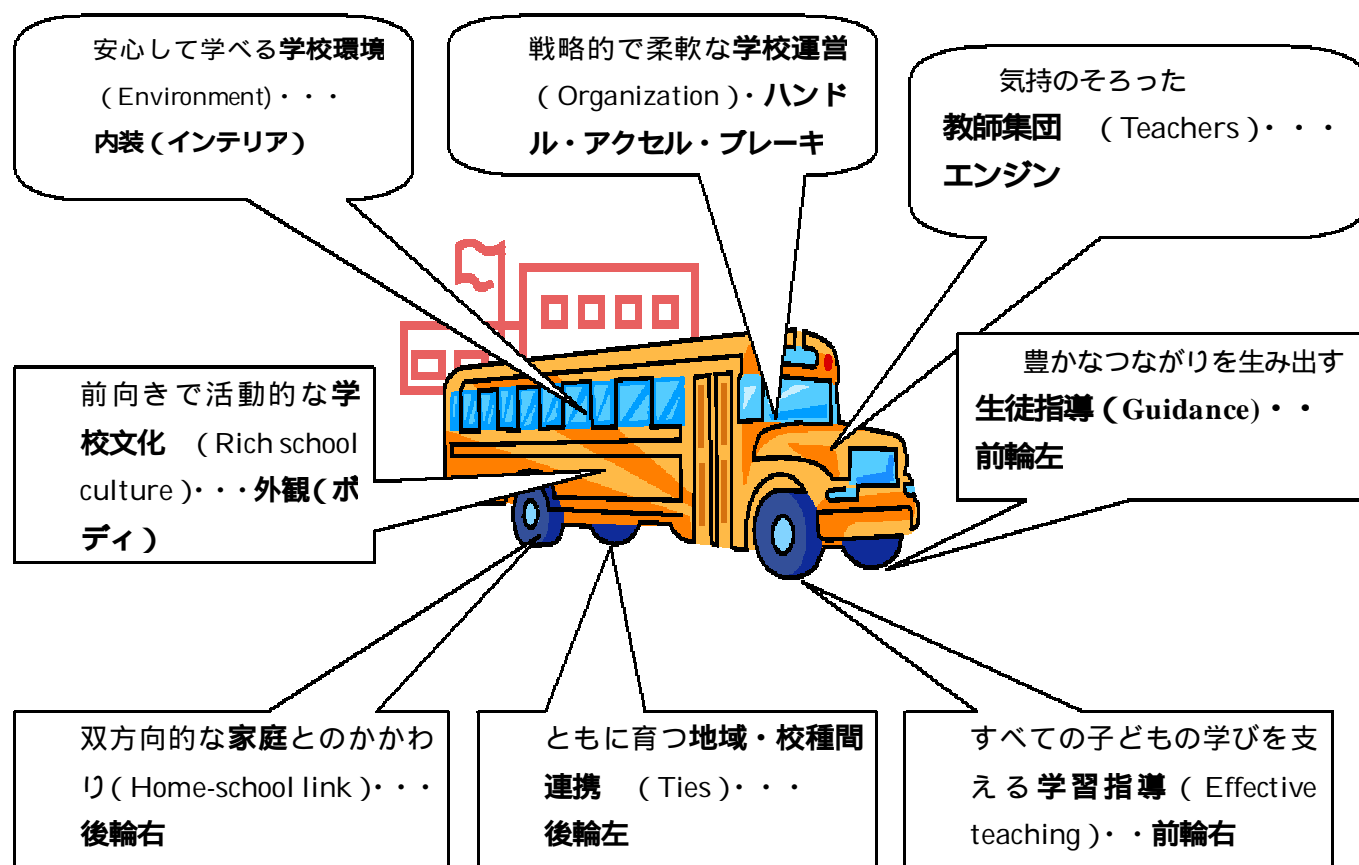 安心して学べる学校環境
（Environment)・・・
内装（インテリア）
戦略的で柔軟な学校運営
（Organization）・ハンド
ル・アクセル・ブレーキ
気持のそろった
教師集団　（Teachers）・・・
エンジン
前向きで活動的な学
校文化　（Rich school
culture）・・・外観（ボ
ディ）
豊かなつながりを生み出す
生徒指導（Guidance)・・
前輪左
双方向的な家庭とのかかわ
り（Home-school link）・・・
後輪右
ともに育つ地域・校種間
連携　（Ties）・・・
後輪左
すべての子どもの学びを支
える学習指導（Effective
teaching）・・前輪右